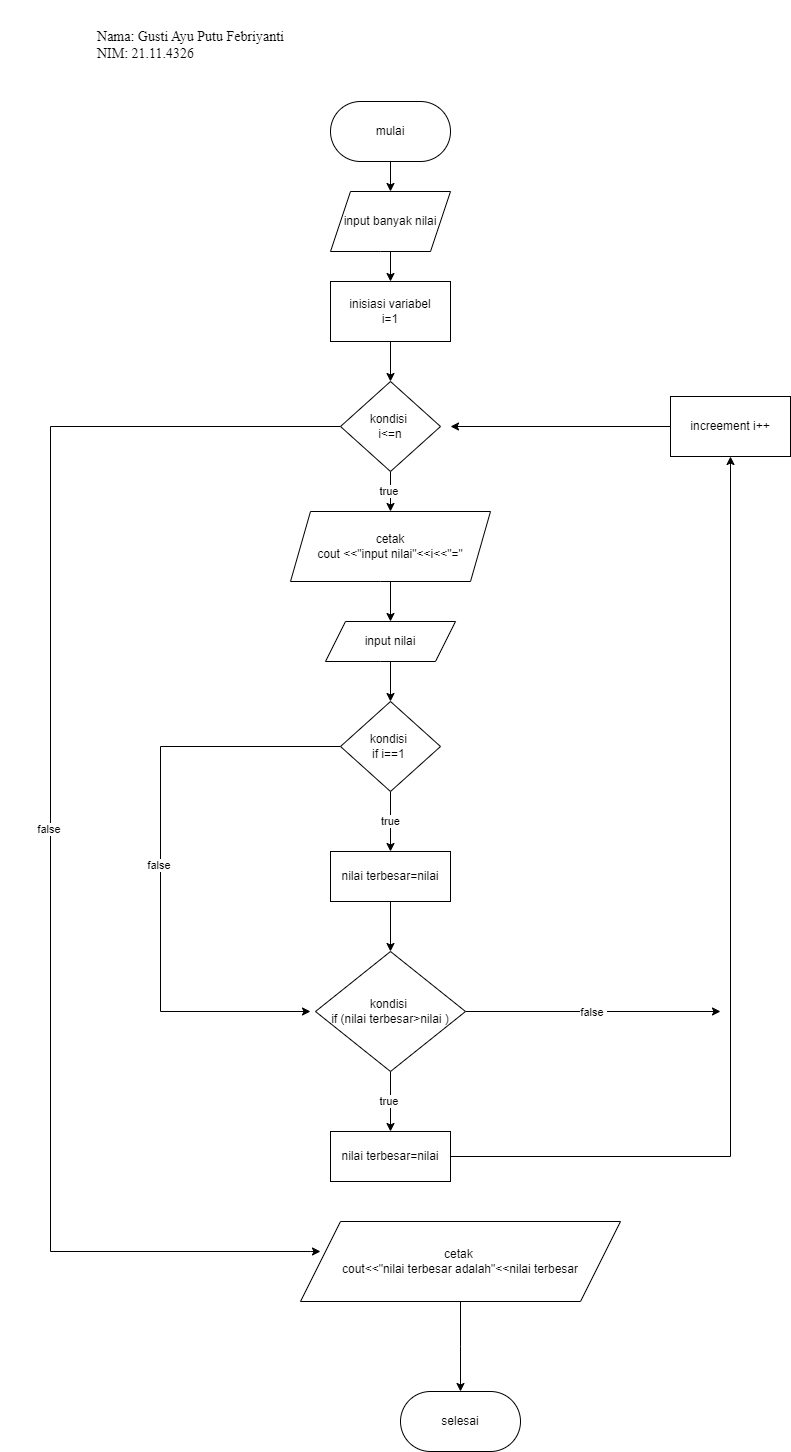 Nama: Gusti Ayu Putu Febriyanti
NIM: 21.11.4326
mulai
input banyak nilai
inisiasi variabel
i=1
kondisi
i<=n
increement i++
true
cetak
cout <<"input nilai"<<i<<"="
input nilai
kondisi
if i==1
true
false
false
nilai terbesar=nilai
kondisi
if (nilai terbesar>nilai )
false
true
nilai terbesar=nilai
cetak
cout<<"nilai terbesar adalah"<<nilai terbesar
selesai